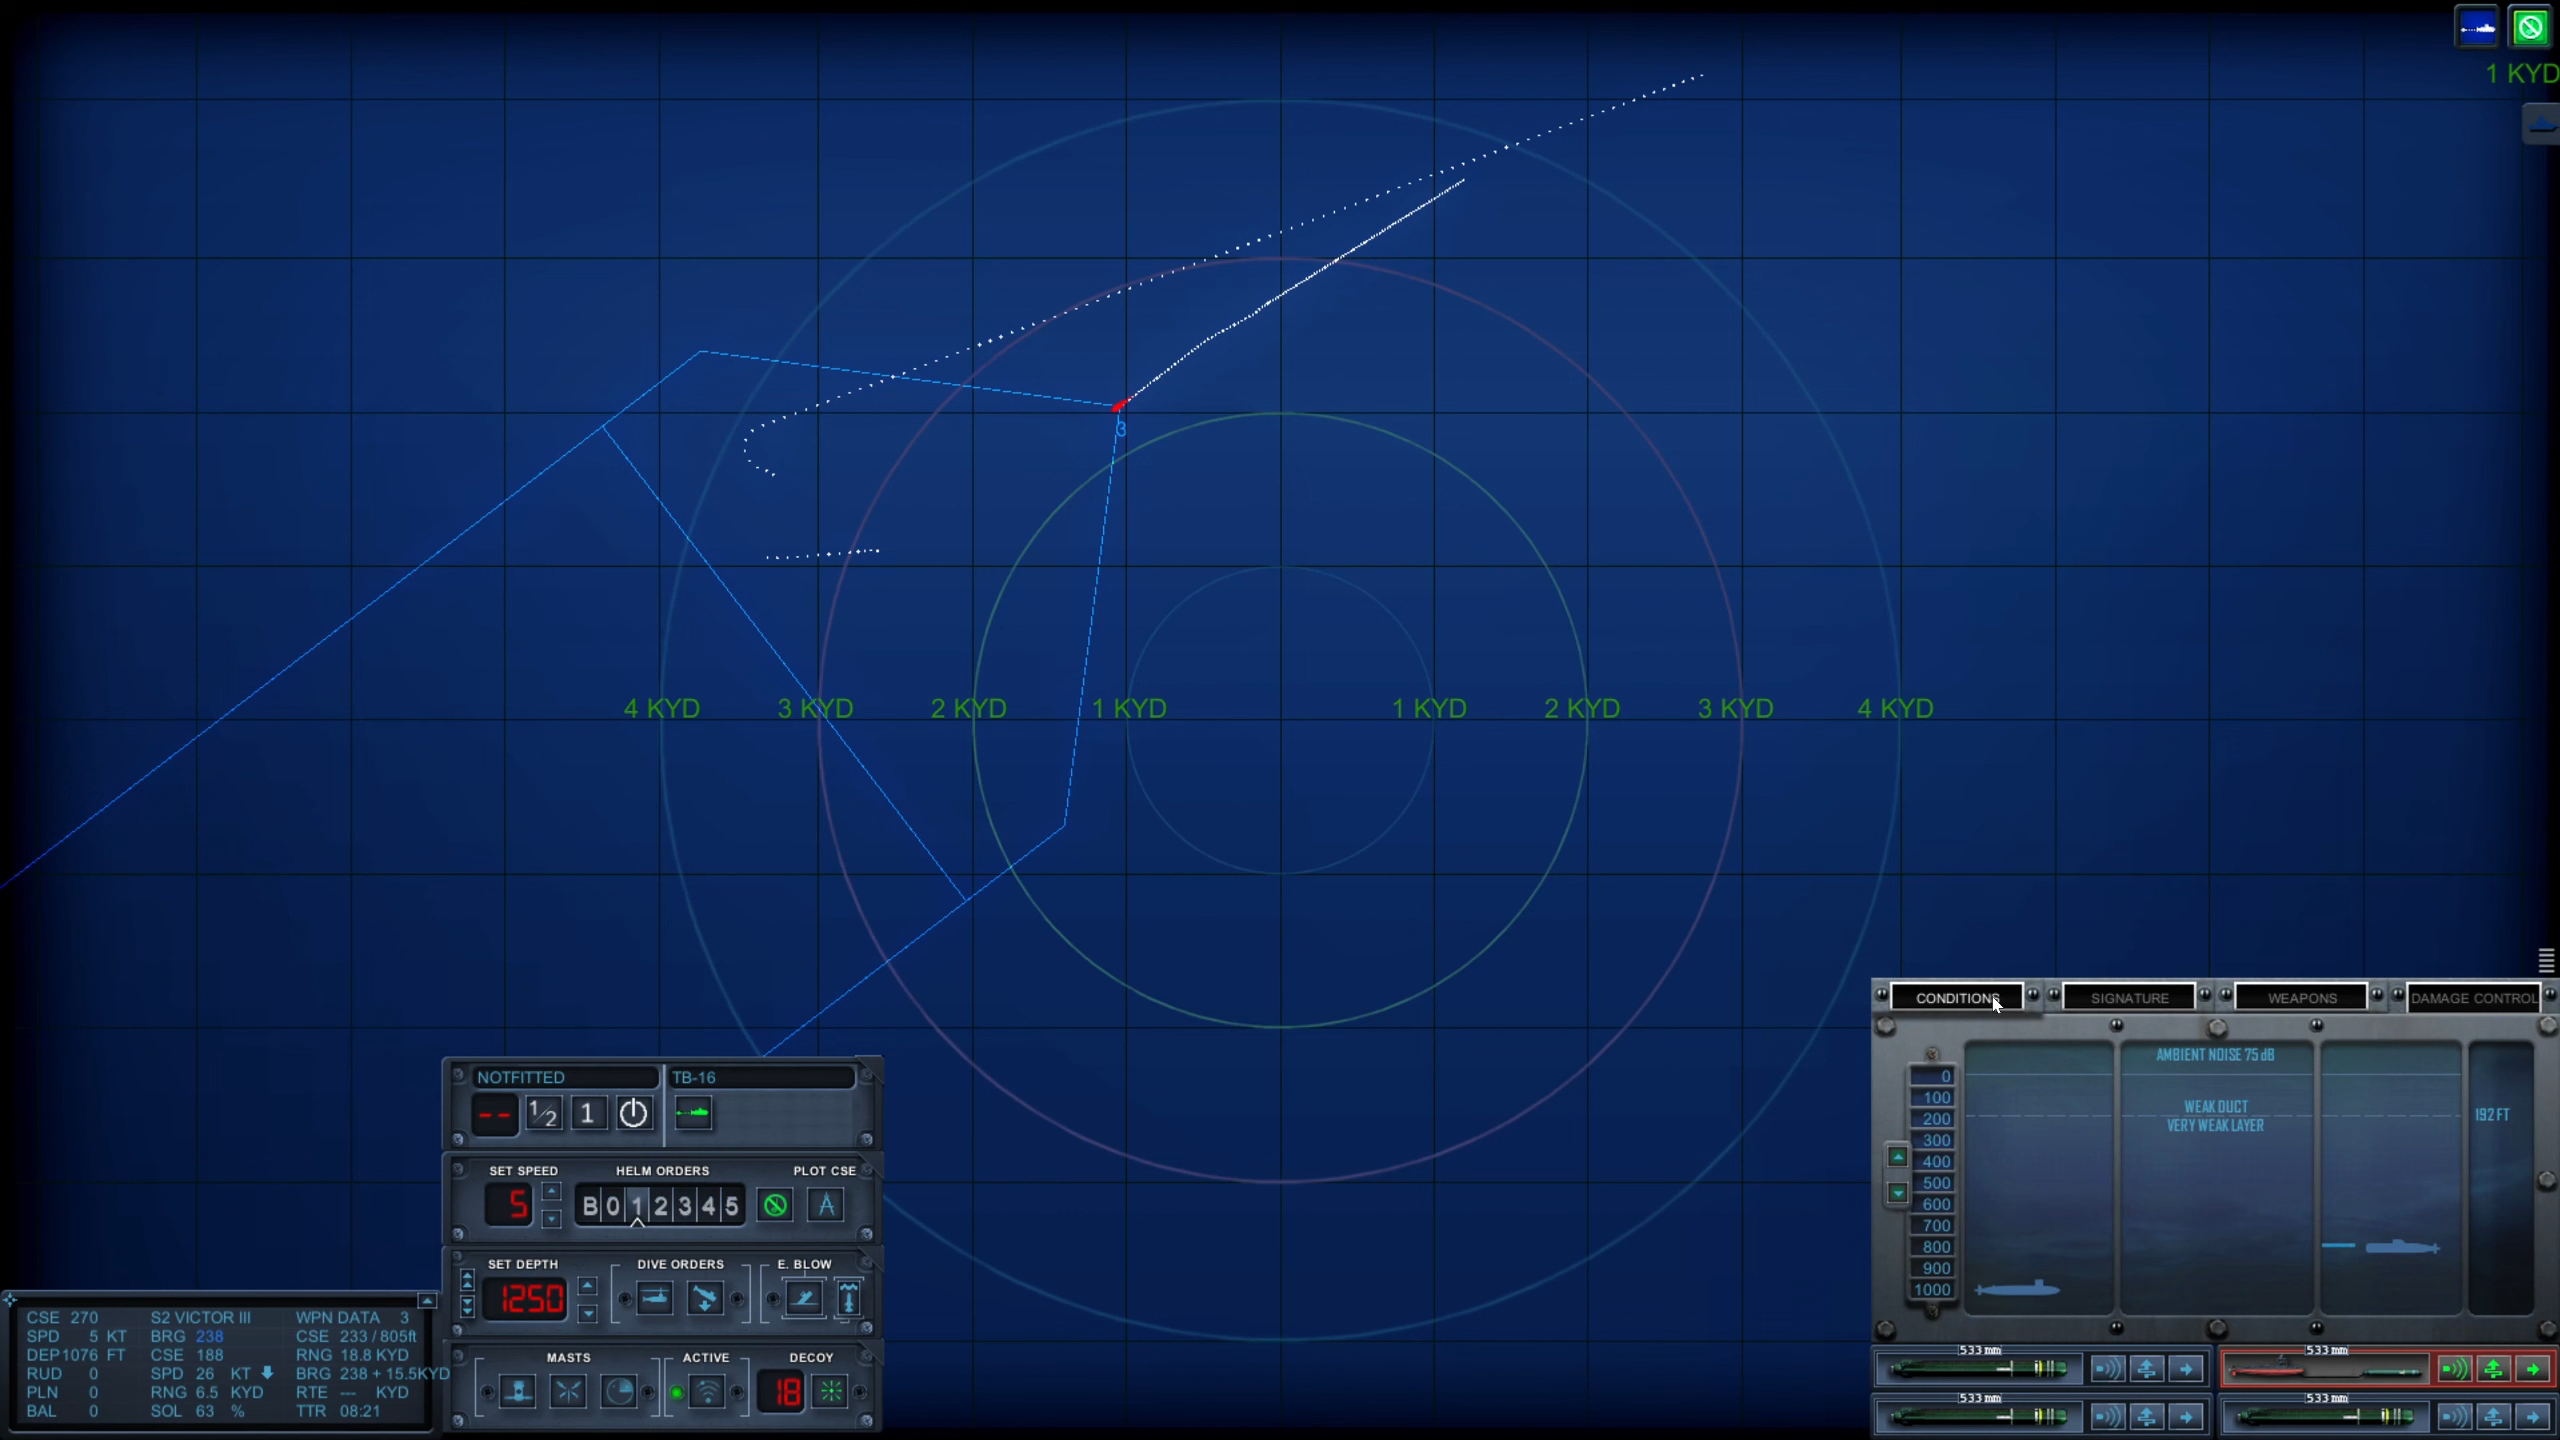 1 KYD
3
4 KYD 3 KYD 2 KYD 1 KYD 1 KYD 2 KYD 3 KYD 4 KYD
CONDITIONS SIGNATURE WEAPONS DAMAGE CONTROL
AMBIENT NOISE 75 dB
WEAK DUCT
VERY WEAK LAYER
192 FT
0
100
200
300
400
500
600
700
800
900
1000
533 mm 533 mm
533 mm 533 mm
NOTFITTED TB-16
-- 1/2 1
SET SPEED HELM ORDERS PLOT CSE
5 B 0 1 2 3 4 5
SET DEPTH DIVE ORDERS E. BLOW
1250
MASTS ACTIVE DECOY
18
CSE 270 S2 VICTOR III WPN DATA 3
SPD 5 KT BRG 238 CSE 233 / 805ft
DEP 1076 FT CSE 188 RNG 18.8 KYD
RUD 0 SPD 26 KT BRG 238 + 15.5KYD
PLN 0 RNG 6.5 KYD RTE --- KYD
BAL 0 SOL 63 % TTR 08:21